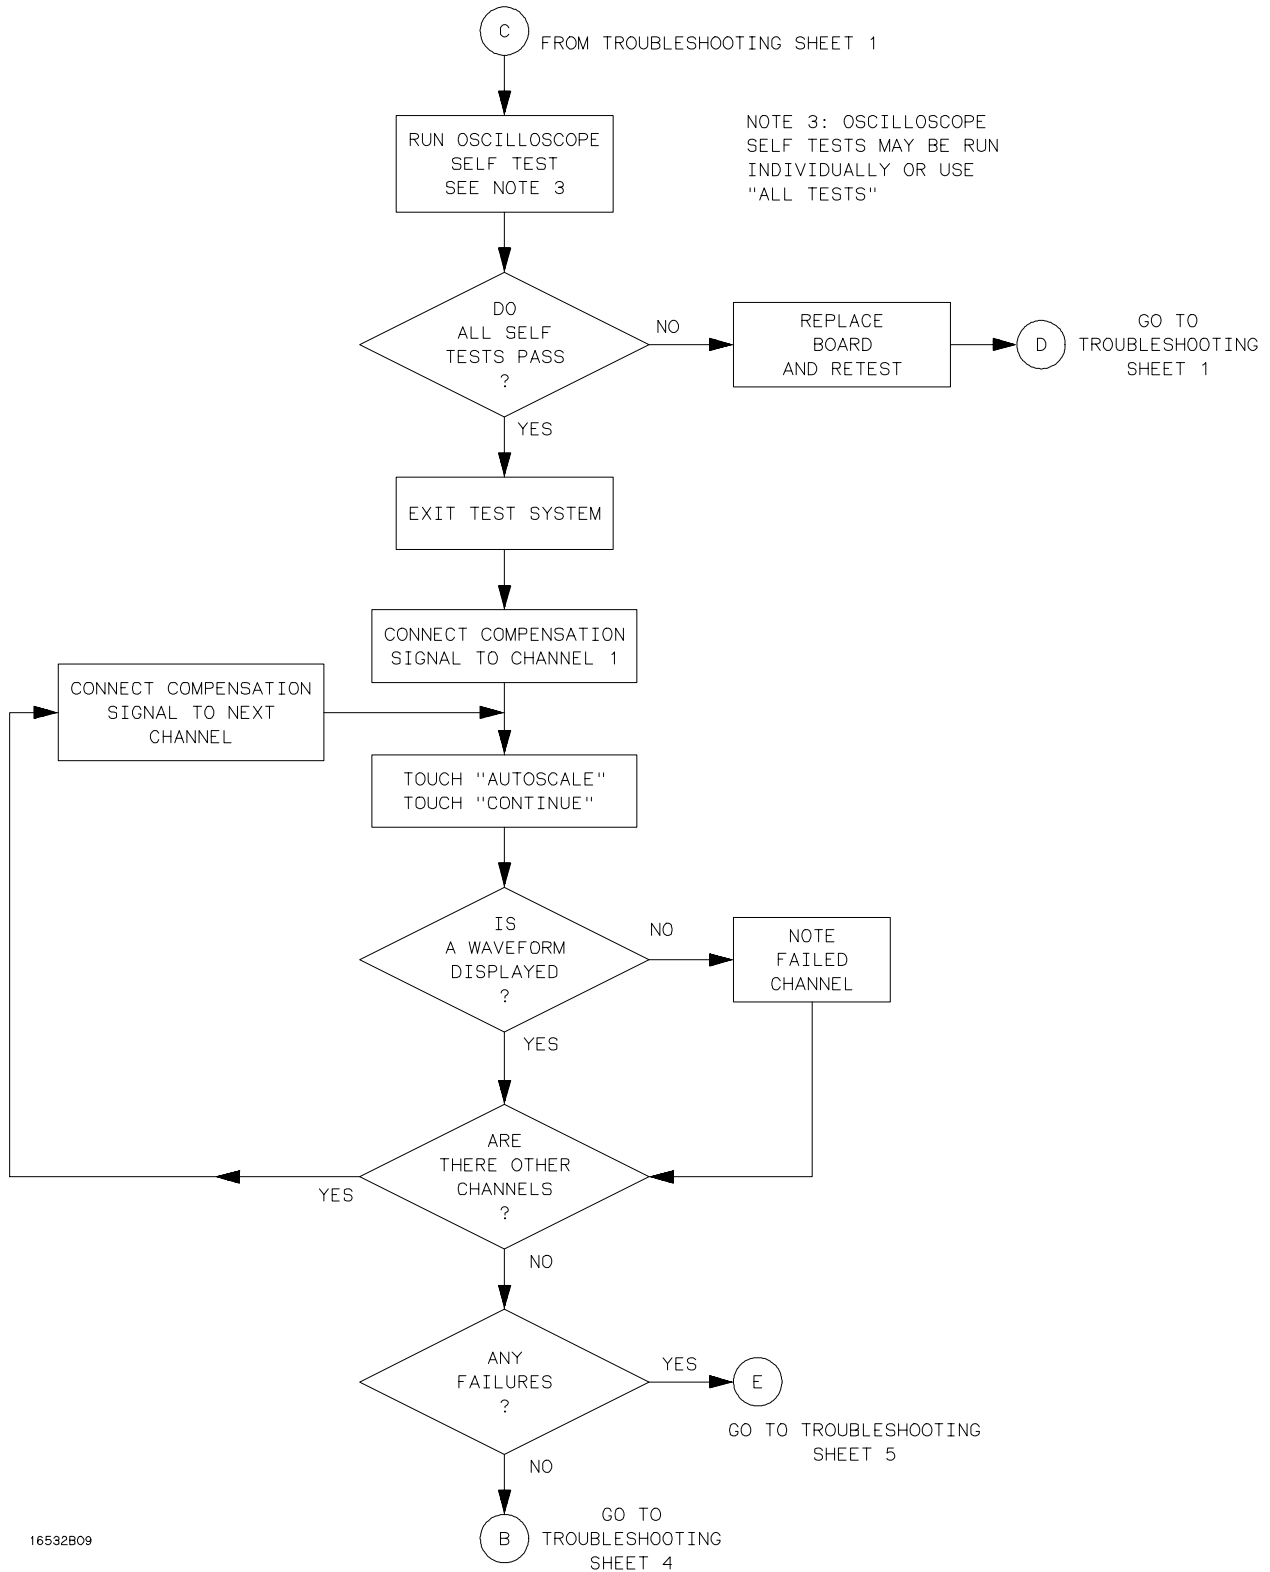 C
FROM TROUBLESHOOTING SHEET 1
RUN OSCILLOSCOPE
SELF TEST
SEE NOTE 3
NOTE 3: OSCILLOSCOPE
SELF TESTS MAY BE RUN
INDIVIDUALLY OR USE
"ALL TESTS"
DO
ALL SELF
TESTS PASS
?
NO
REPLACE
BOARD
AND RETEST
D
GO TO
TROUBLESHOOTING
SHEET 1
YES
EXIT TEST SYSTEM
CONNECT COMPENSATION
SIGNAL TO CHANNEL 1
CONNECT COMPENSATION
SIGNAL TO NEXT
CHANNEL
TOUCH "AUTOSCALE"
TOUCH "CONTINUE"
IS
A WAVEFORM
DISPLAYED
?
NO
NOTE
FAILED
CHANNEL
YES
ARE
THERE OTHER
CHANNELS
?
YES
NO
ANY
FAILURES
?
YES
E
GO TO TROUBLESHOOTING
SHEET 5
NO
B
GO TO
TROUBLESHOOTING
SHEET 4
16532B09